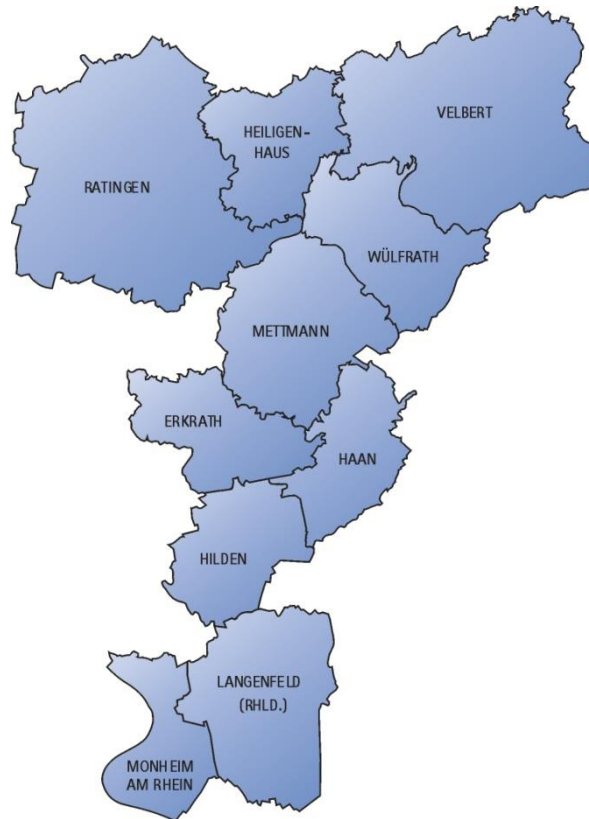 VELBERT
HEILIGEN-
HAUS
RATINGEN
WÜLFRATH
METTMANN
ERKRATH
HAAN
HILDEN
LANGENFELD
(RHLD.)
MONHEIM
AM RHEIN